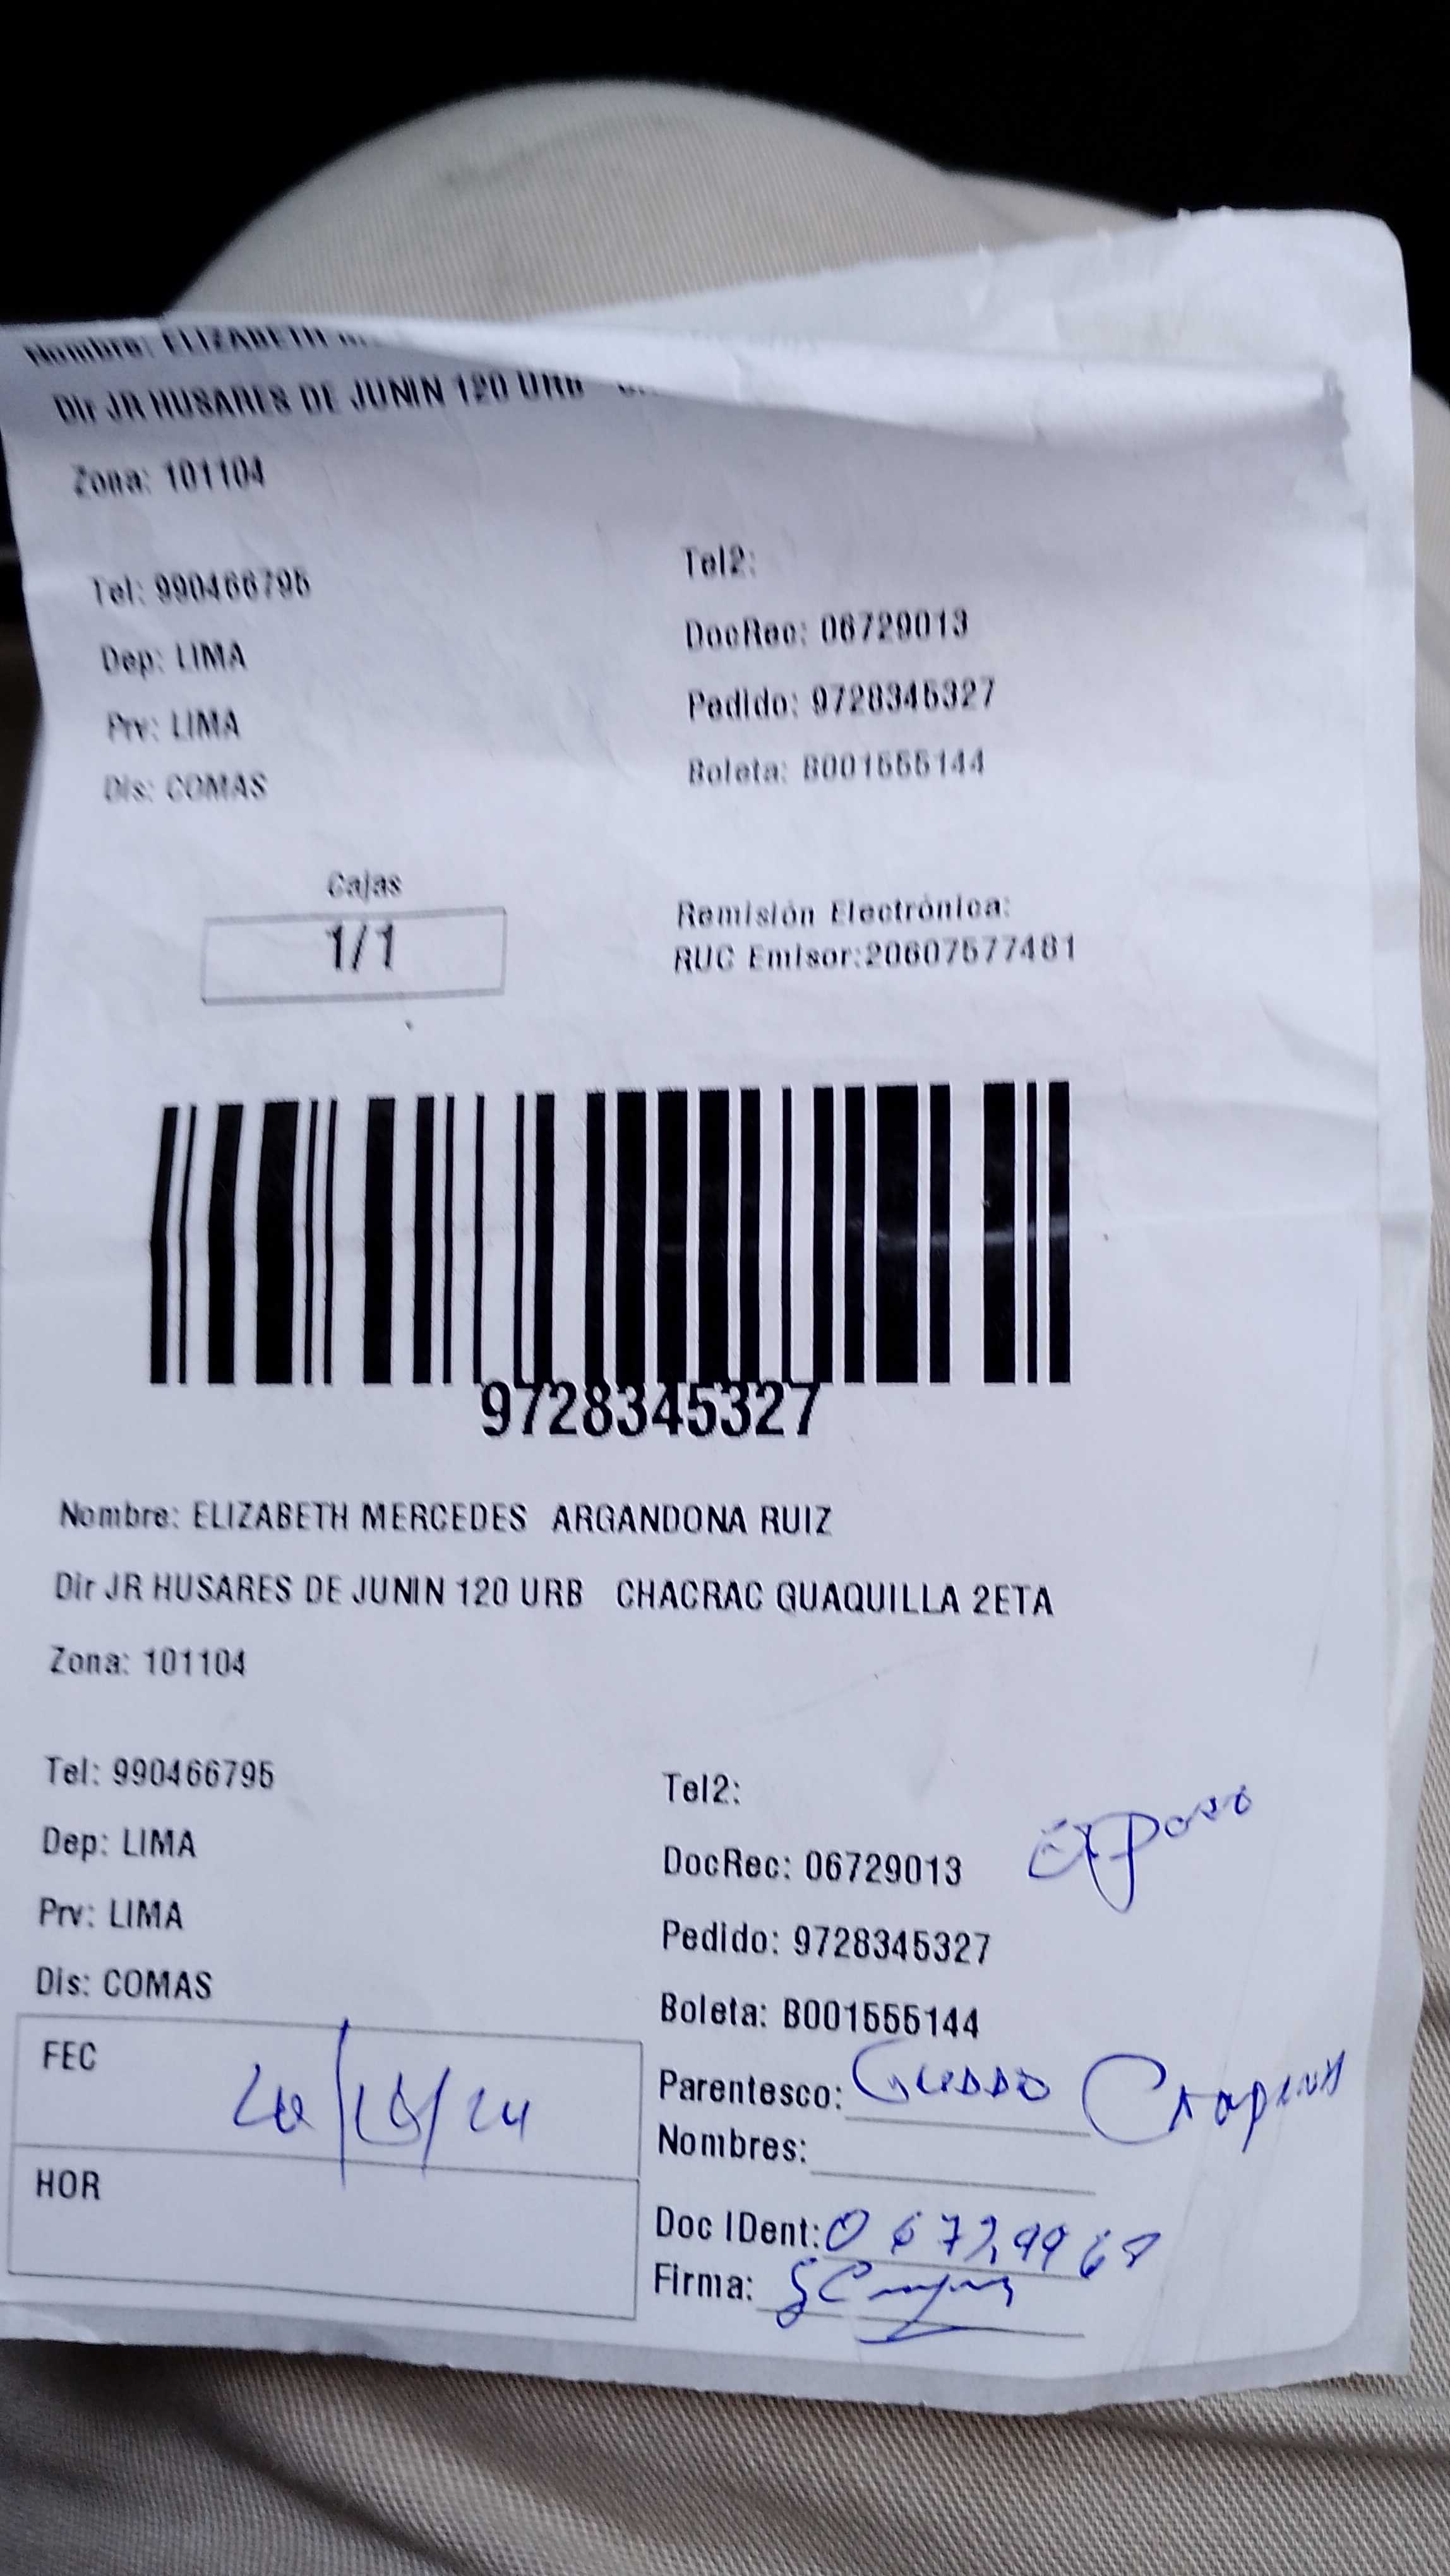 Nombre: ELIZABETH
Dir JR HUSARES DE JUNIN 120 URB
Zona: 101104
Tel: 990466795
Tel2:
Dep: LIMA
DocRec: 06729013
Prv: LIMA
Pedido: 9728345327
Dis: COMAS
Boleta: B001555144
Cajas
1/1
Remisión Electrónica:
RUC Emisor:20607577481
9728345327
Nombre: ELIZABETH MERCEDES ARGANDONA RUIZ
Dir JR HUSARES DE JUNIN 120 URB CHACRAC GUAQUILLA 2ETA
Zona: 101104
Tel: 990466795
Tel2:
Dep: LIMA
DocRec: 06729013 Esposo
Prv: LIMA
Pedido: 9728345327
Dis: COMAS
Boleta: B001555144
FEC
Parentesco:
Nombres:
HOR
Doc IDent:
Firma: